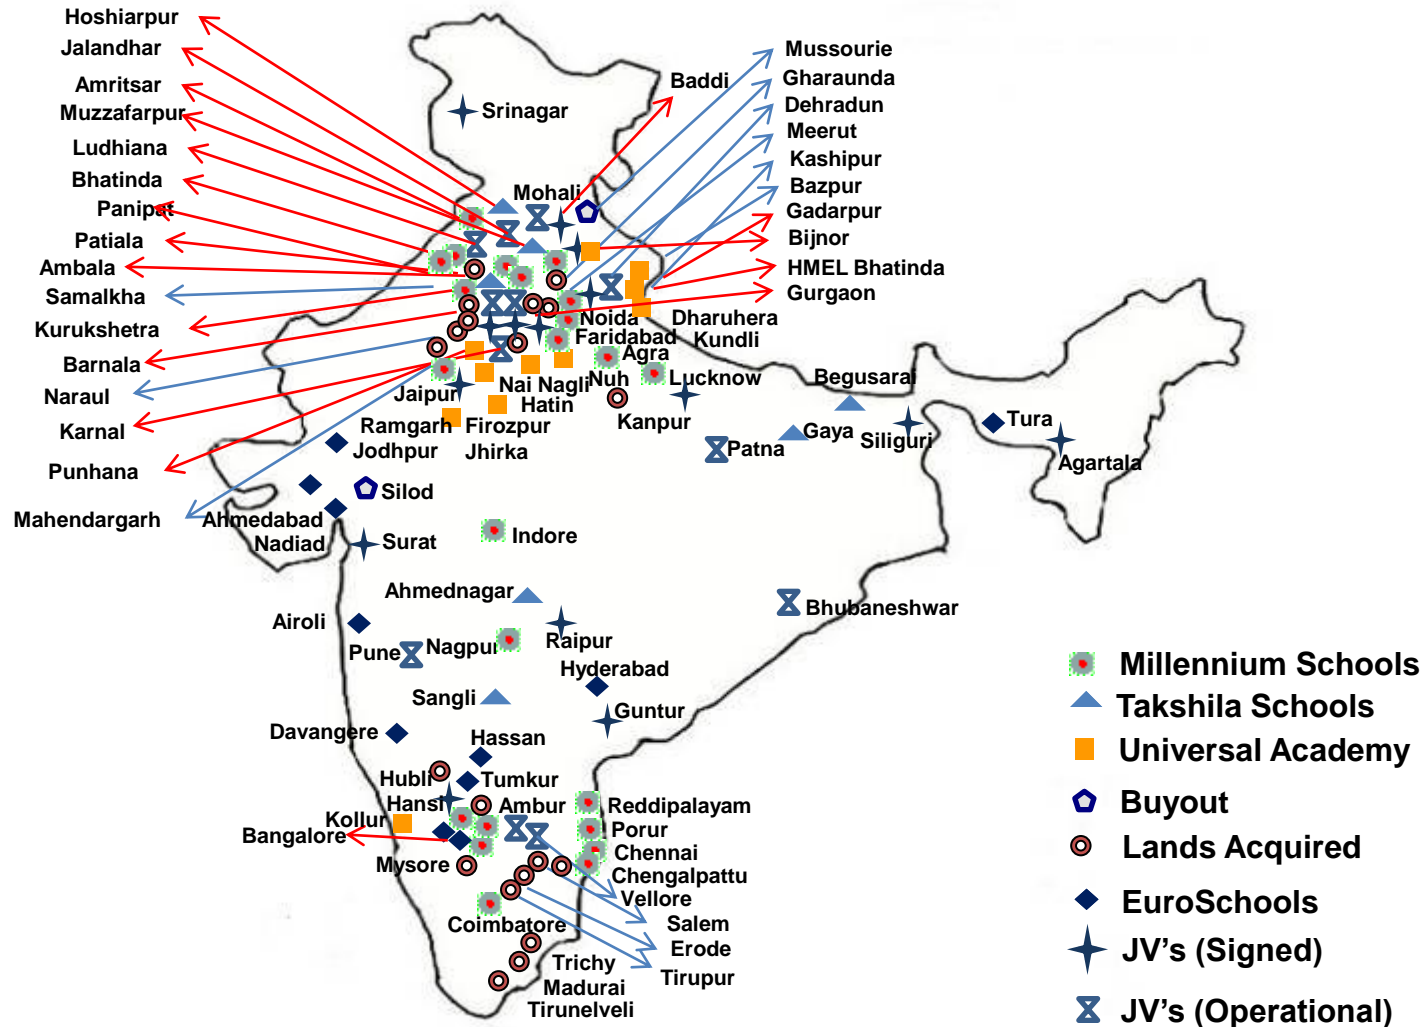 Hoshiarpur
Jalandhar
Amritsar
Muzzafarpur
Ludhiana
Bhatinda
Panipat
Patiala
Ambala
Samalkha
Kurukshetra
Barnala
Naraul
Karnal
Punhana
Mahendargarh
Srinagar
Baddi
Mohali
Mussourie
Gharaunda
Dehradun
Meerut
Kashipur
Bazpur
Gadarpur
Bijnor
HMEL Bhatinda
Gurgaon
Noida
Faridabad
Dharuhera
Kundli
Agra
Nuh
Lucknow
Kanpur
Jaipur
Nai Nagli
Hatin
Ramgarh
Jodhpur
Firozpur
Jhirka
Begusarai
Gaya
Patna
Siliguri
Tura
Agartala
Silod
Ahmedabad
Nadiad
Surat
Indore
Ahmednagar
Airoli
Pune
Nagpur
Raipur
Bhubaneshwar
Hyderabad
Sangli
Guntur
Davangere
Hassan
Hubli
Tumkur
Hansi
Ambur
Kollur
Bangalore
Mysore
Reddipalayam
Porur
Chennai
Chengalpattu
Vellore
Salem
Erode
Tirupur
Coimbatore
Trichy
Madurai
Tirunelveli
Millennium Schools
Takshila Schools
Universal Academy
Buyout
Lands Acquired
EuroSchools
JV's (Signed)
JV's (Operational)